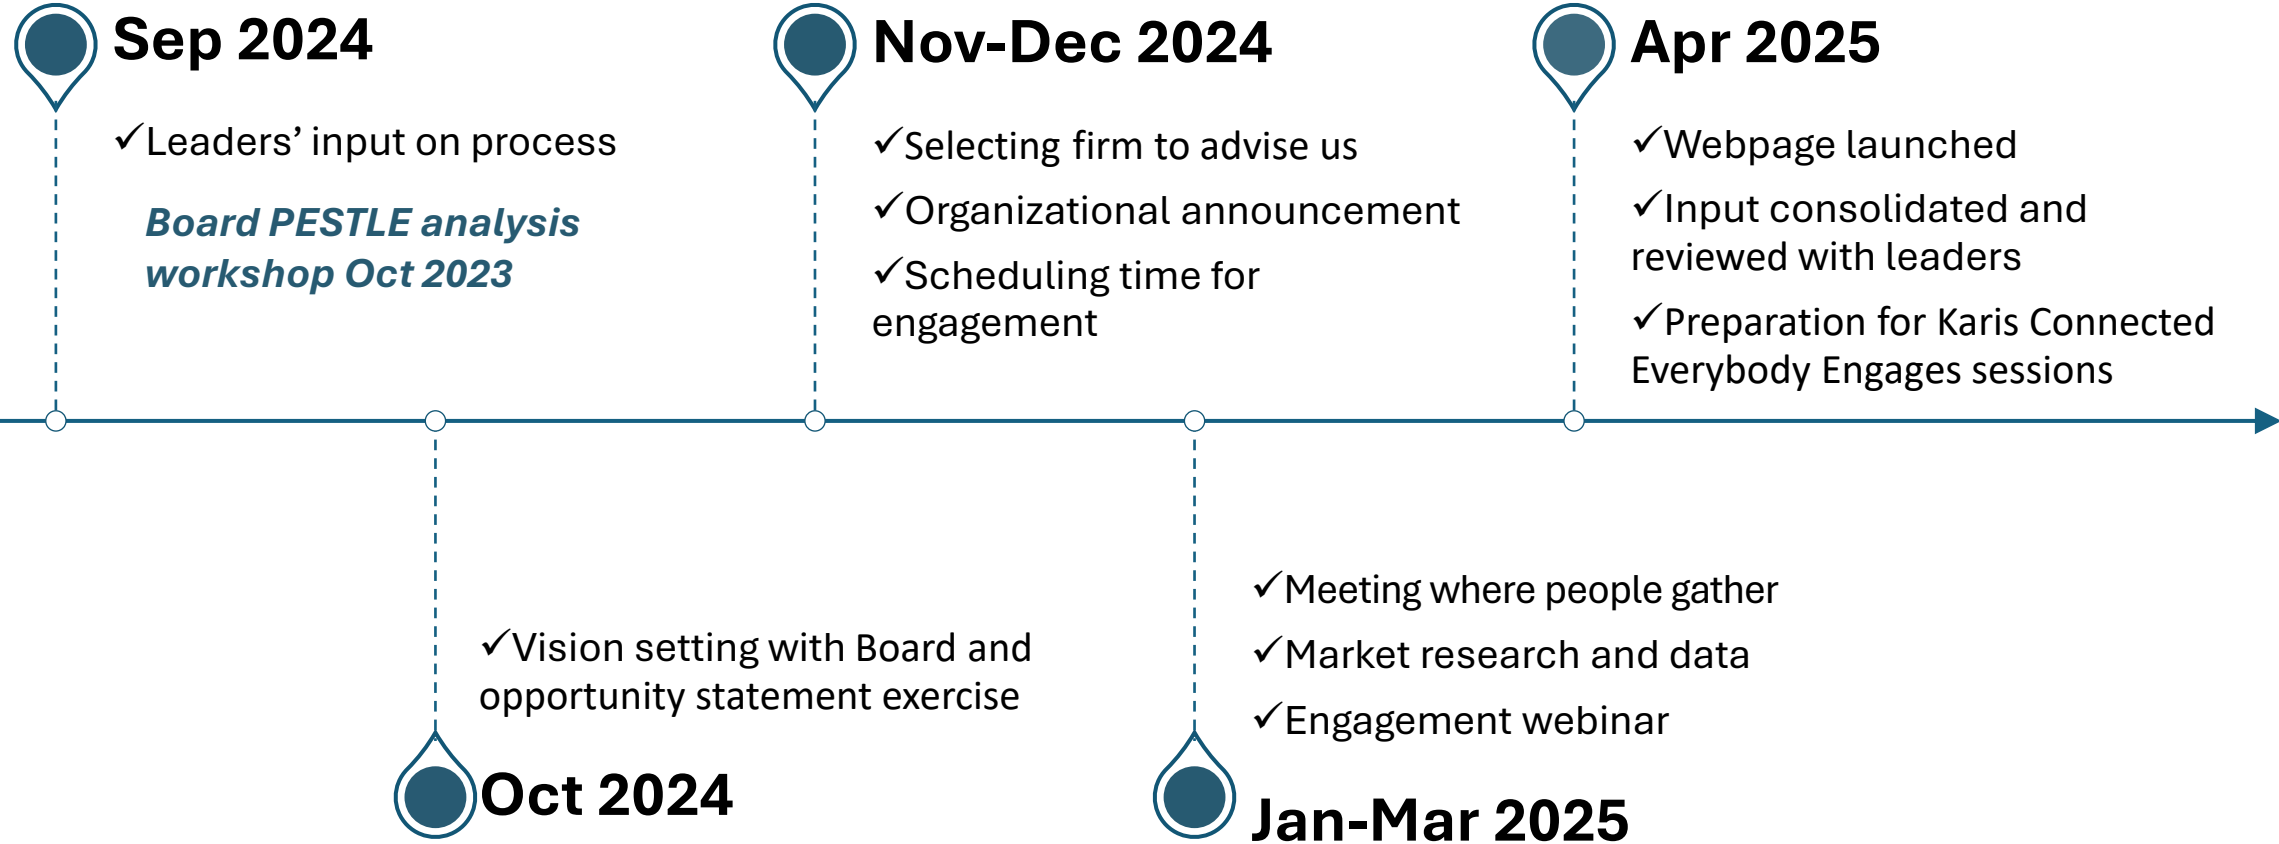 Sep 2024
✓Leaders’ input on process
Board PESTLE analysis
workshop Oct 2023
Nov-Dec 2024
✓Selecting firm to advise us
✓Organizational announcement
✓Scheduling time for
engagement
Apr 2025
✓Webpage launched
✓Input consolidated and
reviewed with leaders
✓Preparation for Karis Connected
Everybody Engages sessions
✓Vision setting with Board and
opportunity statement exercise
Oct 2024
✓Meeting where people gather
✓Market research and data
✓Engagement webinar
Jan-Mar 2025